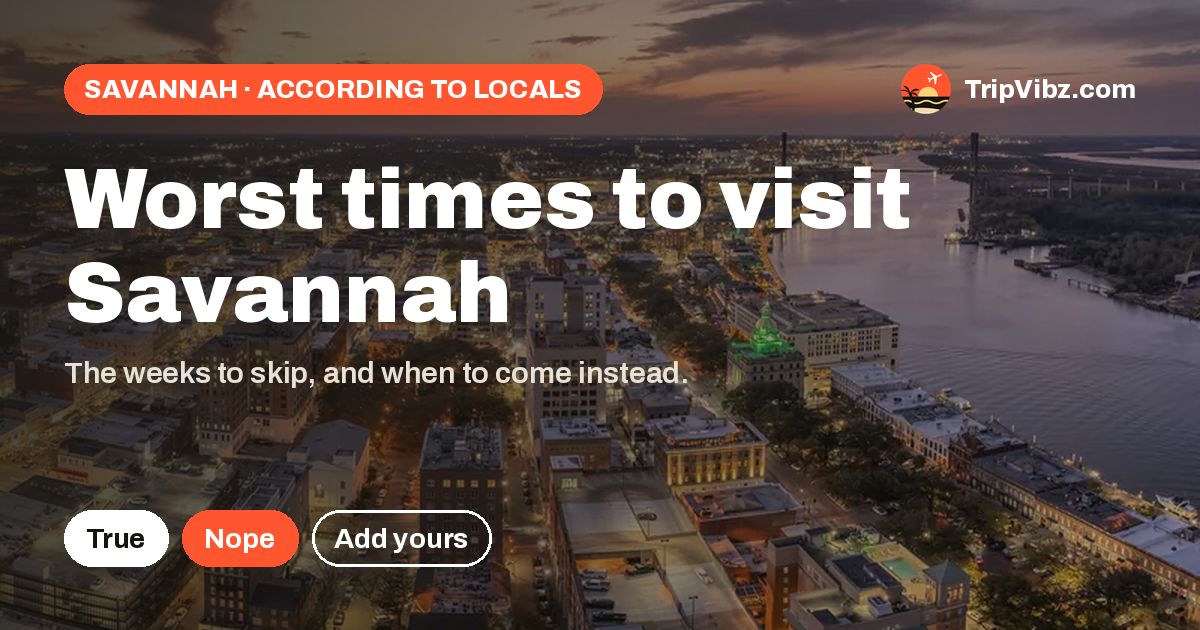 SAVANNAH · ACCORDING TO LOCALS
TripVibz.com
Worst times to visit
Savannah
The weeks to skip, and when to come instead.
True
Nope
Add yours